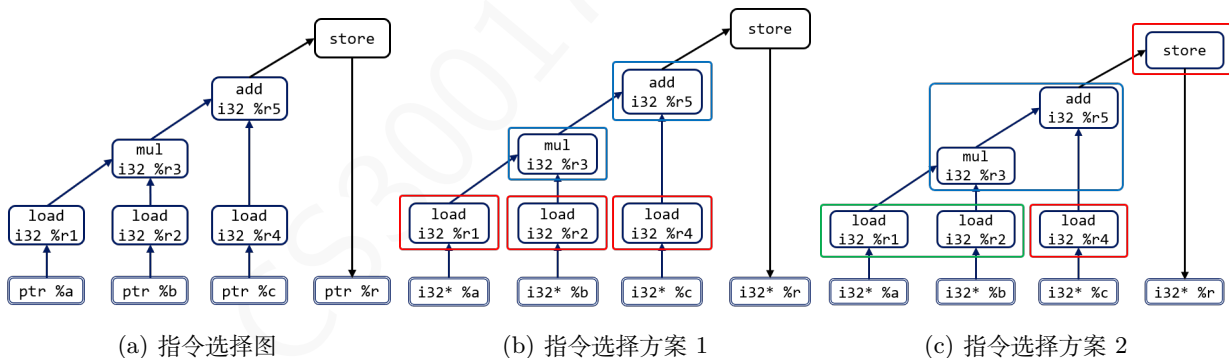 store
add
i32 %r5
mul
i32 %r3
load
i32 %r1
load
i32 %r2
load
i32 %r4
ptr %a
ptr %b
ptr %c
ptr %r
(a) 指令选择图
store
add
i32 %r5
mul
i32 %r3
load
i32 %r1
load
i32 %r2
load
i32 %r4
i32* %a
i32* %b
i32* %c
i32* %r
(b) 指令选择方案 1
store
add
i32 %r5
mul
i32 %r3
load
i32 %r1
load
i32 %r2
load
i32 %r4
i32* %a
i32* %b
i32* %c
i32* %r
(c) 指令选择方案 2